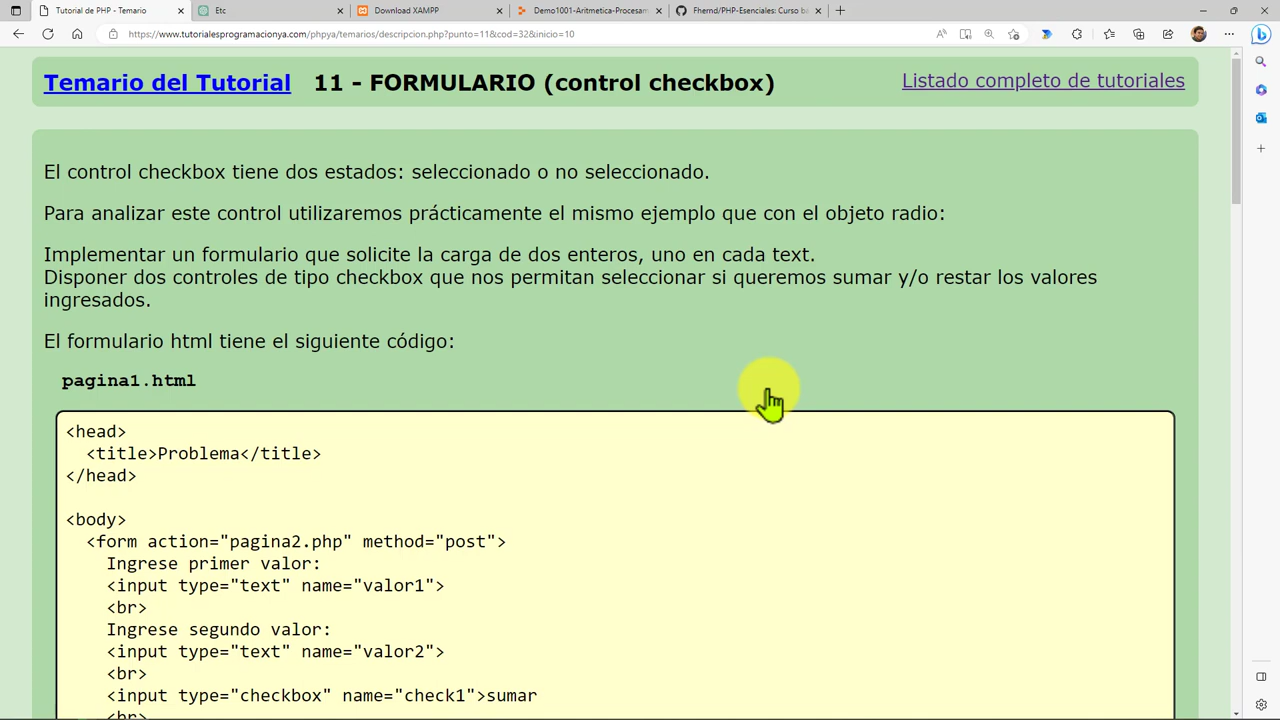 Tutorial de PHP - Temario
Etc
Download XAMPP
Demo1001-Aritmetica-Procesam
Fhernd/PHP-Esenciales: Curso ba
https://www.tutorialesprogramacionya.com/phpya/temarios/descripcion.php?punto=11&cod=32&inicio=10
Temario del Tutorial 11 - FORMULARIO (control checkbox) Listado completo de tutoriales
El control checkbox tiene dos estados: seleccionado o no seleccionado.
Para analizar este control utilizaremos prácticamente el mismo ejemplo que con el objeto radio:
Implementar un formulario que solicite la carga de dos enteros, uno en cada text.
Disponer dos controles de tipo checkbox que nos permitan seleccionar si queremos sumar y/o restar los valores
ingresados.
El formulario html tiene el siguiente código:
pagina1.html
<head>
<title>Problema</title>
</head>
<body>
<form action="pagina2.php" method="post">
Ingrese primer valor:
<input type="text" name="valor1">
<br>
Ingrese segundo valor:
<input type="text" name="valor2">
<br>
<input type="checkbox" name="check1">sumar
<br>